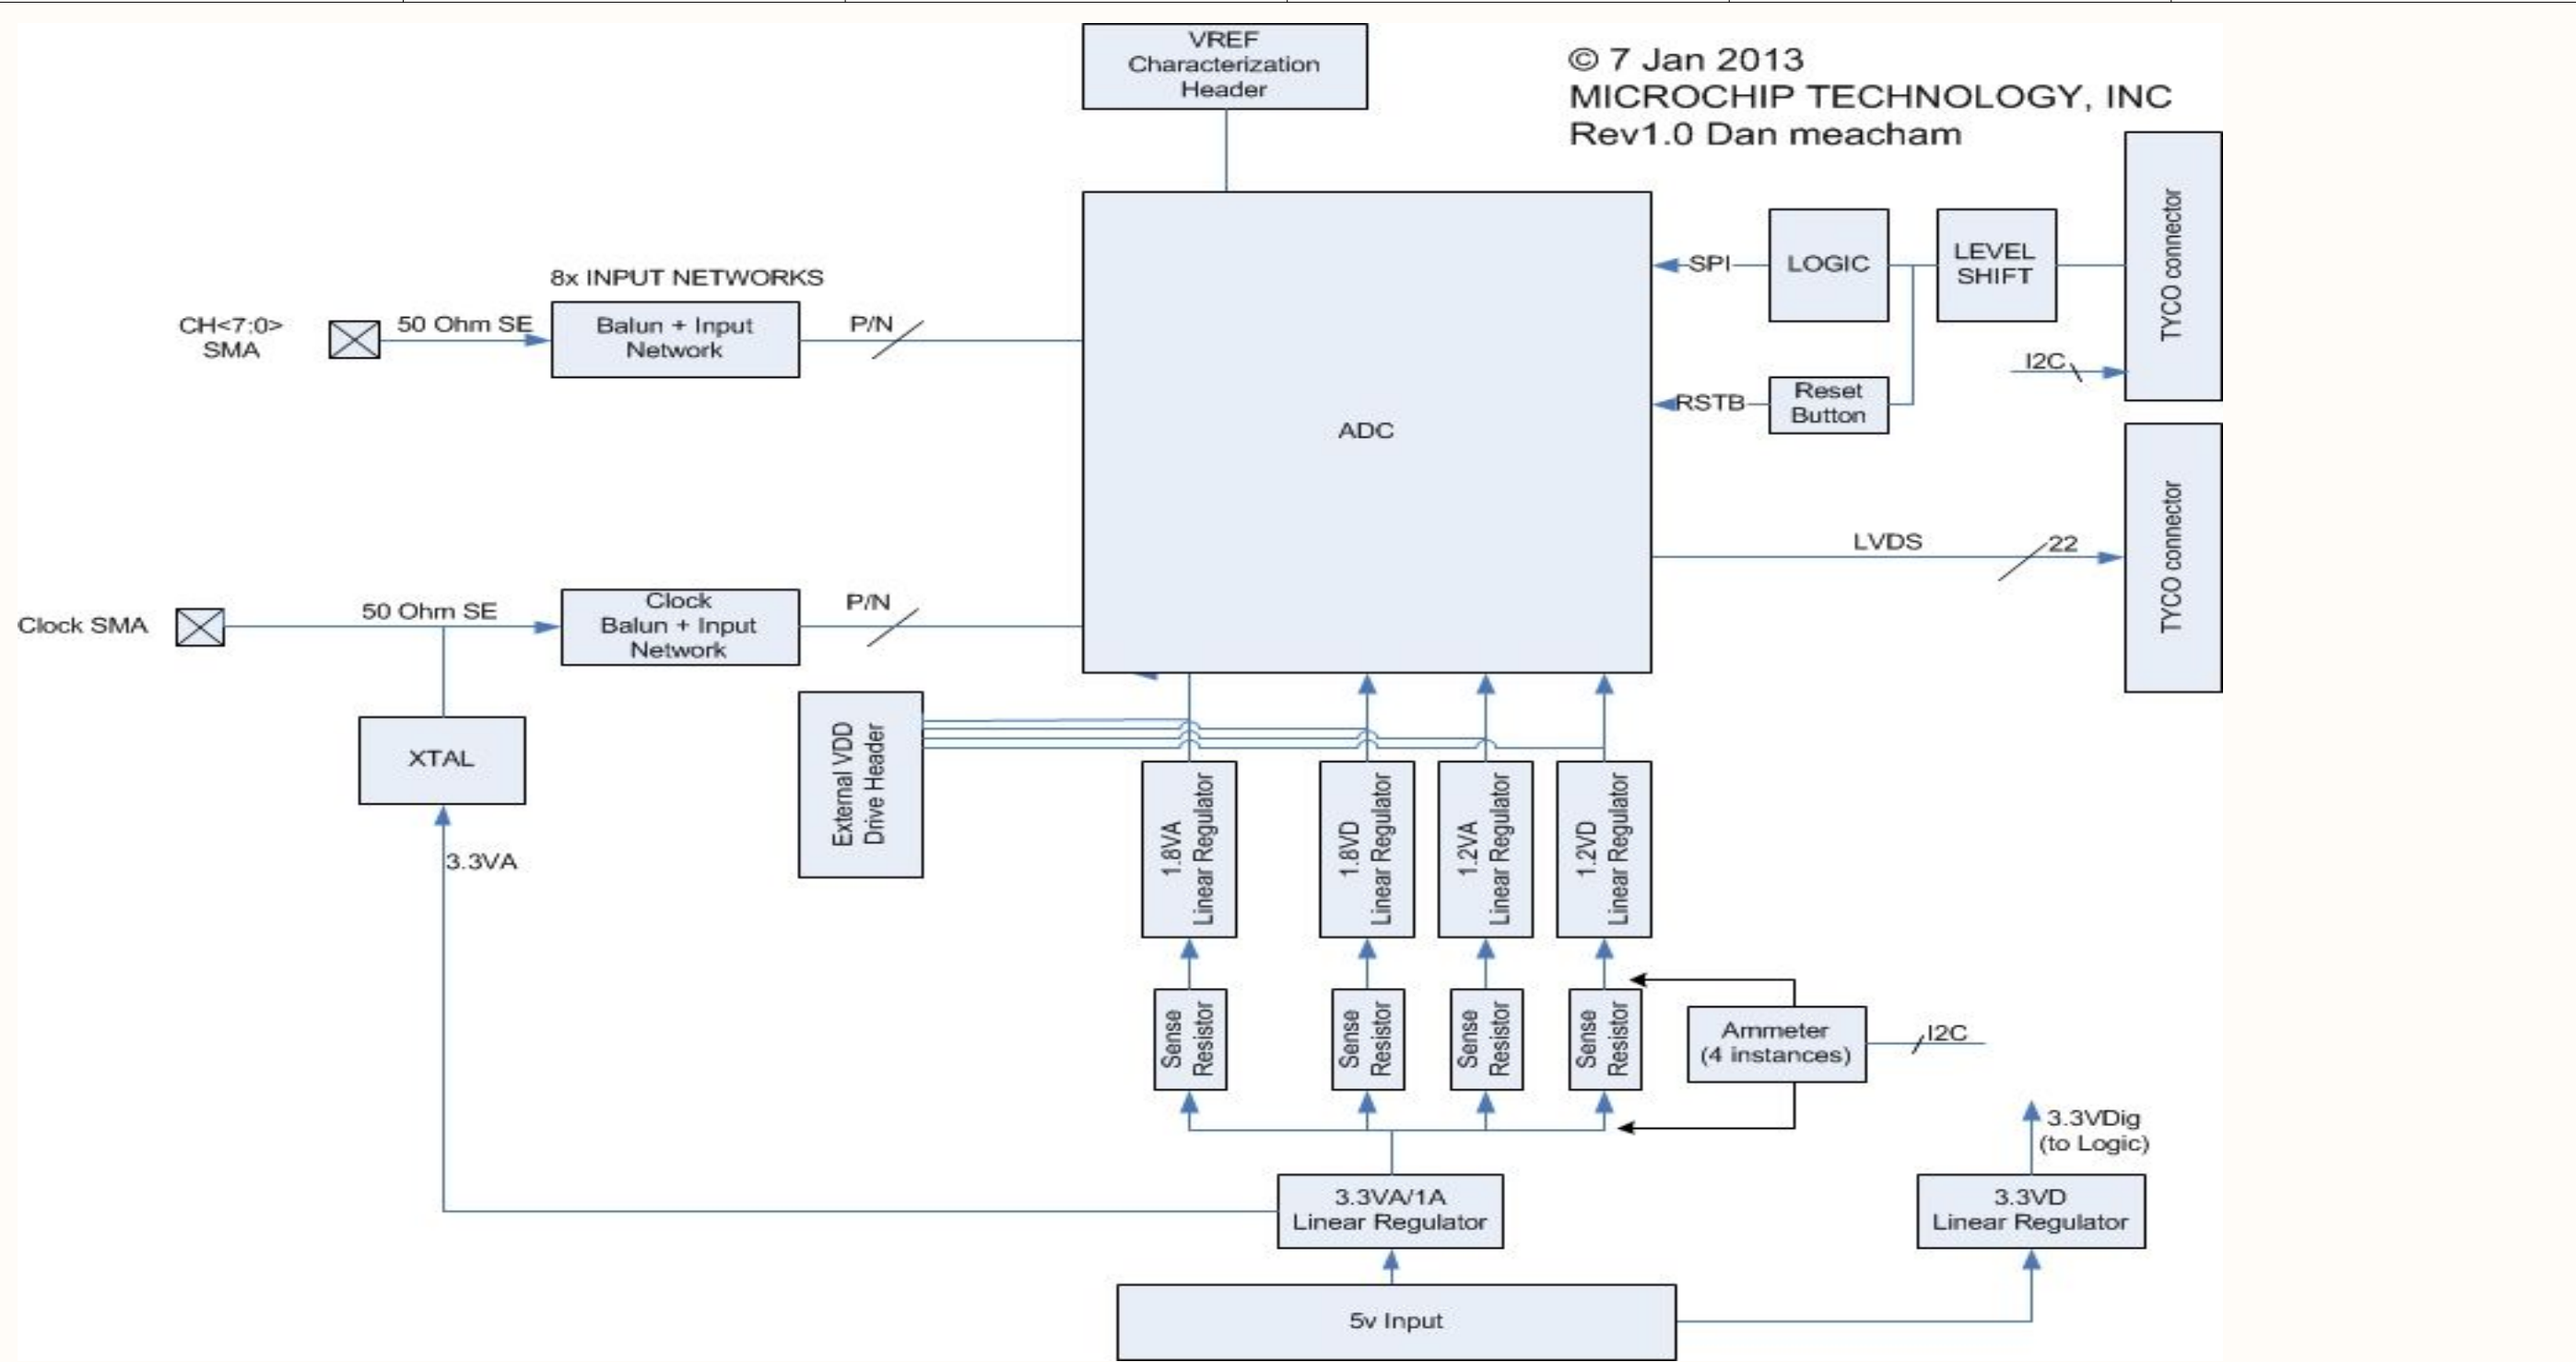 VREF
Characterization
Header
© 7 Jan 2013
MICROCHIP TECHNOLOGY, INC
Rev1.0 Dan meacham
TYCO connector
SPI
LOGIC
LEVEL
SHIFT
8x INPUT NETWORKS
CH<7:0>
SMA
50 Ohm SE
Balun + Input
Network
P/N
I2C
RSTB
Reset
Button
ADC
LVDS
22
TYCO connector
Clock SMA
50 Ohm SE
Clock
Balun + Input
Network
P/N
XTAL
External VDD
Drive Header
1.8VA
Linear Regulator
1.8VD
Linear Regulator
1.2VA
Linear Regulator
1.2VD
Linear Regulator
3.3VA
Sense
Resistor
Sense
Resistor
Sense
Resistor
Sense
Resistor
Ammeter
(4 instances)
I2C
3.3VDig
(to Logic)
3.3VA/1A
Linear Regulator
3.3VD
Linear Regulator
5v Input